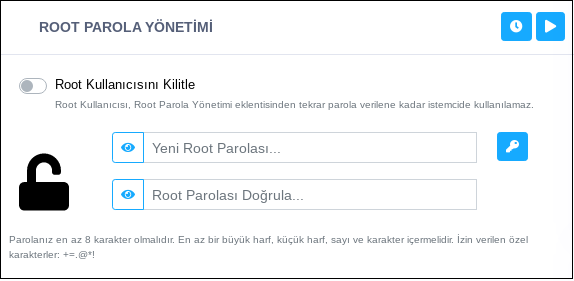 ROOT PAROLA YÖNETİMİ
Root Kullanıcısını Kilitle
Root Kullanıcısı, Root Parola Yönetimi eklentisinden tekrar parola verilene kadar istemcide kullanılamaz.
Yeni Root Parolası...
Root Parolası Doğrula...
Parolanız en az 8 karakter olmalıdır. En az bir büyük harf, küçük harf, sayı ve karakter içermelidir. İzin verilen özel
karakterler: +=.@*!